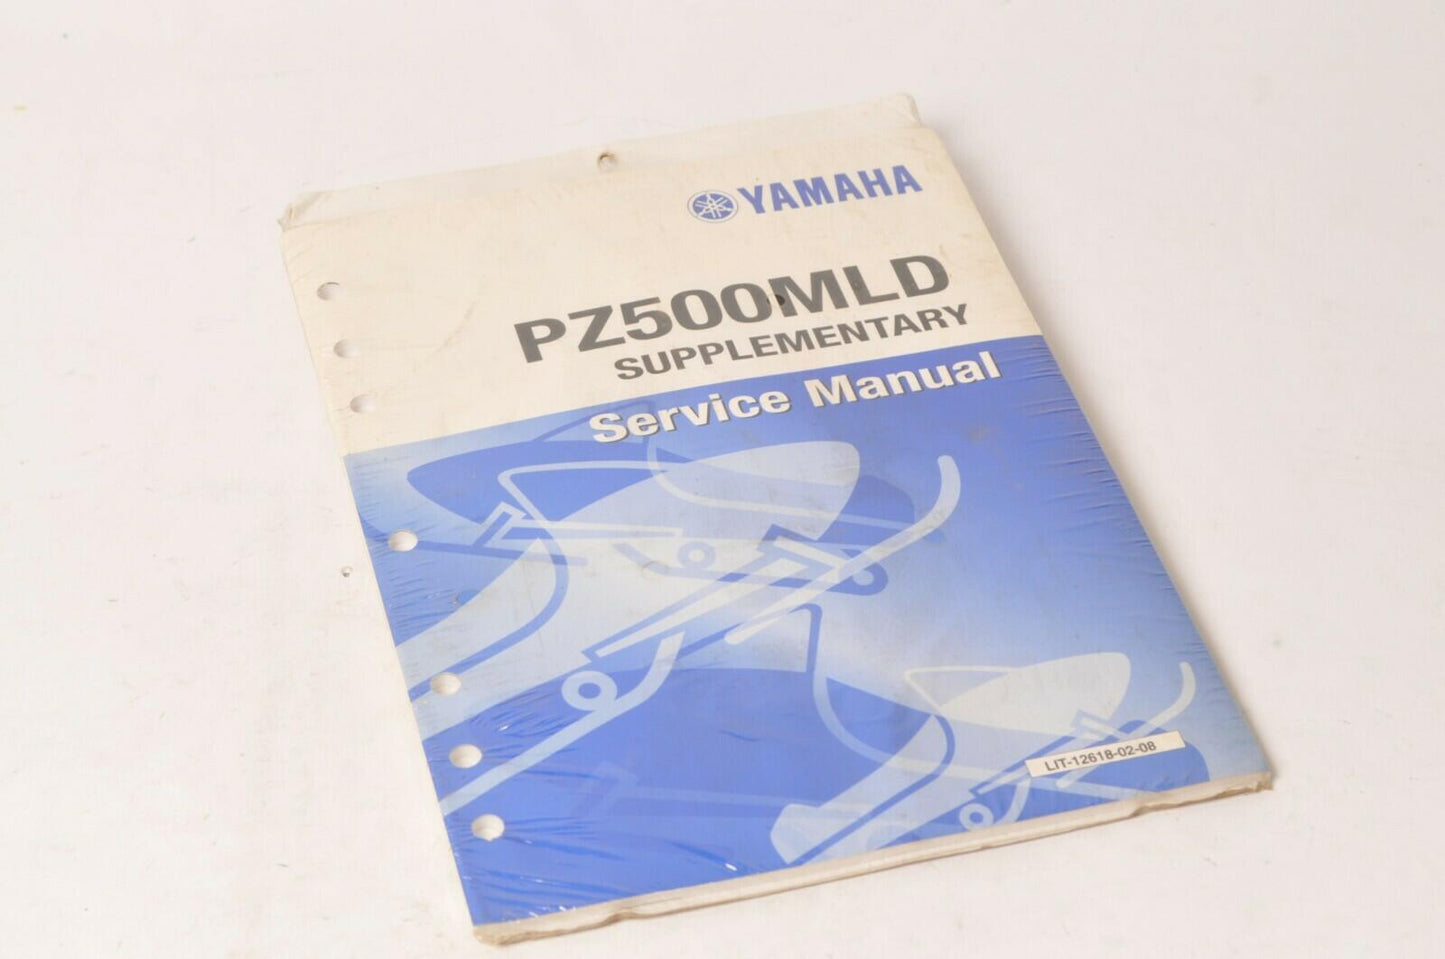 YAMAHA
PZ500MLD
SUPPLEMENTARY
Service Manual
LIT-12618-02-08